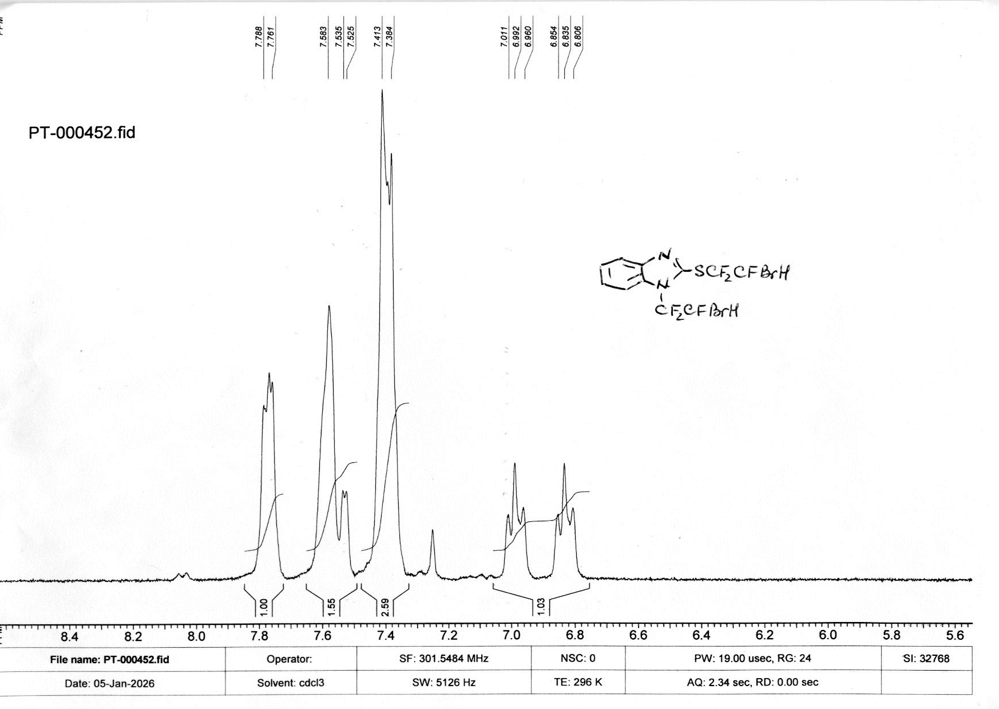 PPM
7.788
7.761
7.583
7.535
7.525
7.413
7.384
7.011
6.992
6.960
6.854
6.835
6.806
PT-000452.fid
N
SCF2CFBrH
N
CF2CFBrH
1.00
1.55
2.59
1.03
8.4 8.2 8.0 7.8 7.6 7.4 7.2 7.0 6.8 6.6 6.4 6.2 6.0 5.8 5.6
File name: PT-000452.fid Operator: SF: 301.5484 MHz NSC: 0 PW: 19.00 usec, RG: 24 SI: 32768
Date: 05-Jan-2026 Solvent: cdcl3 SW: 5126 Hz TE: 296 K AQ: 2.34 sec, RD: 0.00 sec